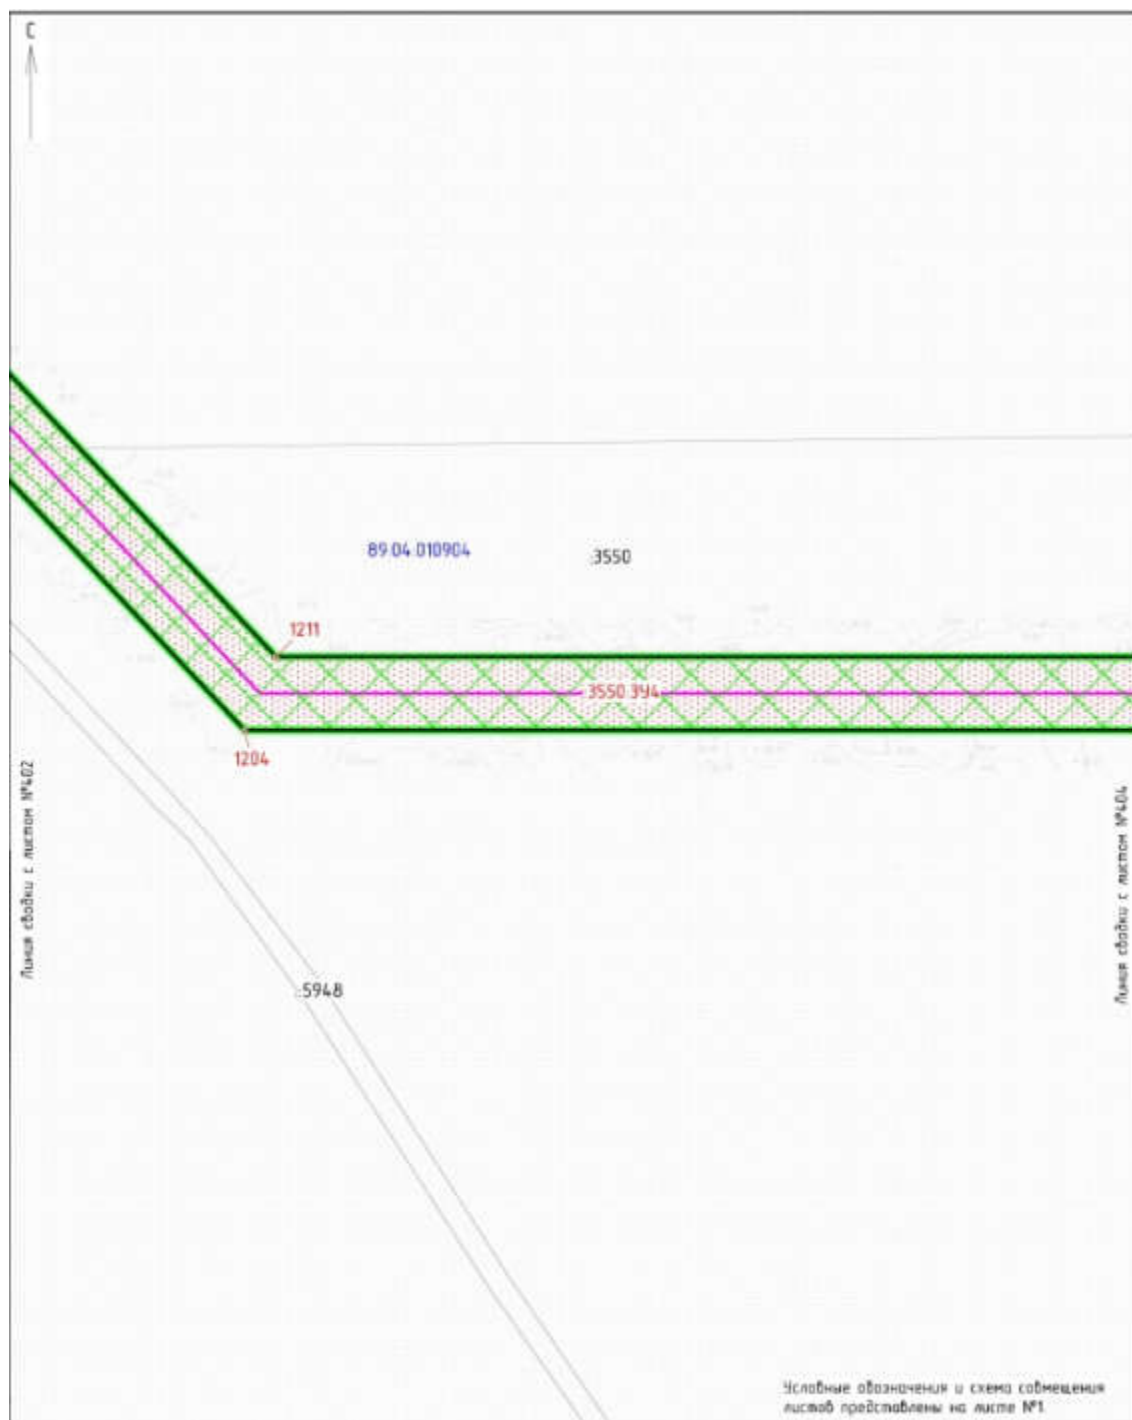 С
89 04 010904
:3550
1211
3550 394
1204
Линия сводки с листом №402
Линия сводки с листом №404
:5948
Условные обозначения и схема совмещения
листов представлены на листе №1